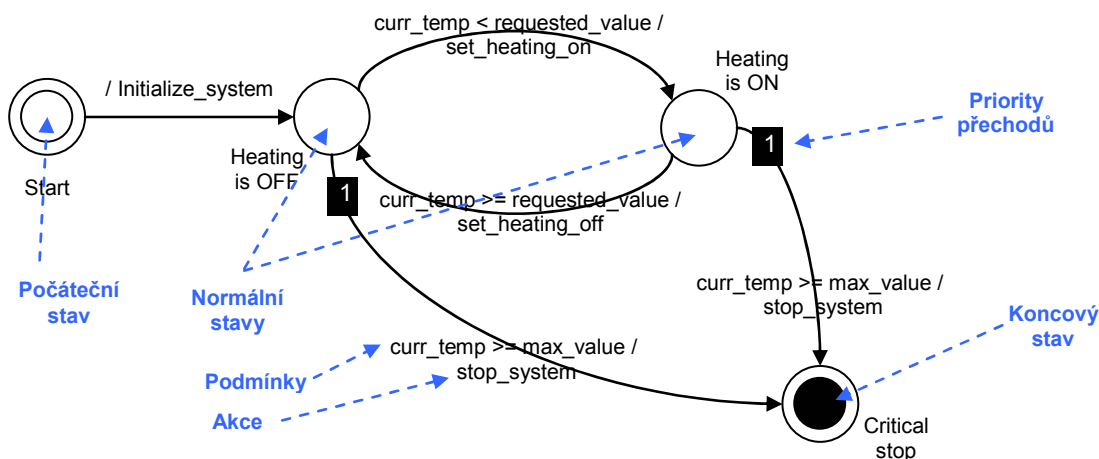 curr_temp < requested_value /
set_heating_on
Heating
is ON
/ Initialize_system
Priority
přechodů
1
Heating
is OFF
Start
1
curr_temp >= requested_value /
set_heating_off
Počáteční
stav
Normální
stavy
curr_temp >= max_value /
stop_system
Koncový
stav
curr_temp >= max_value /
stop_system
Podmínky
Akce
Critical
stop